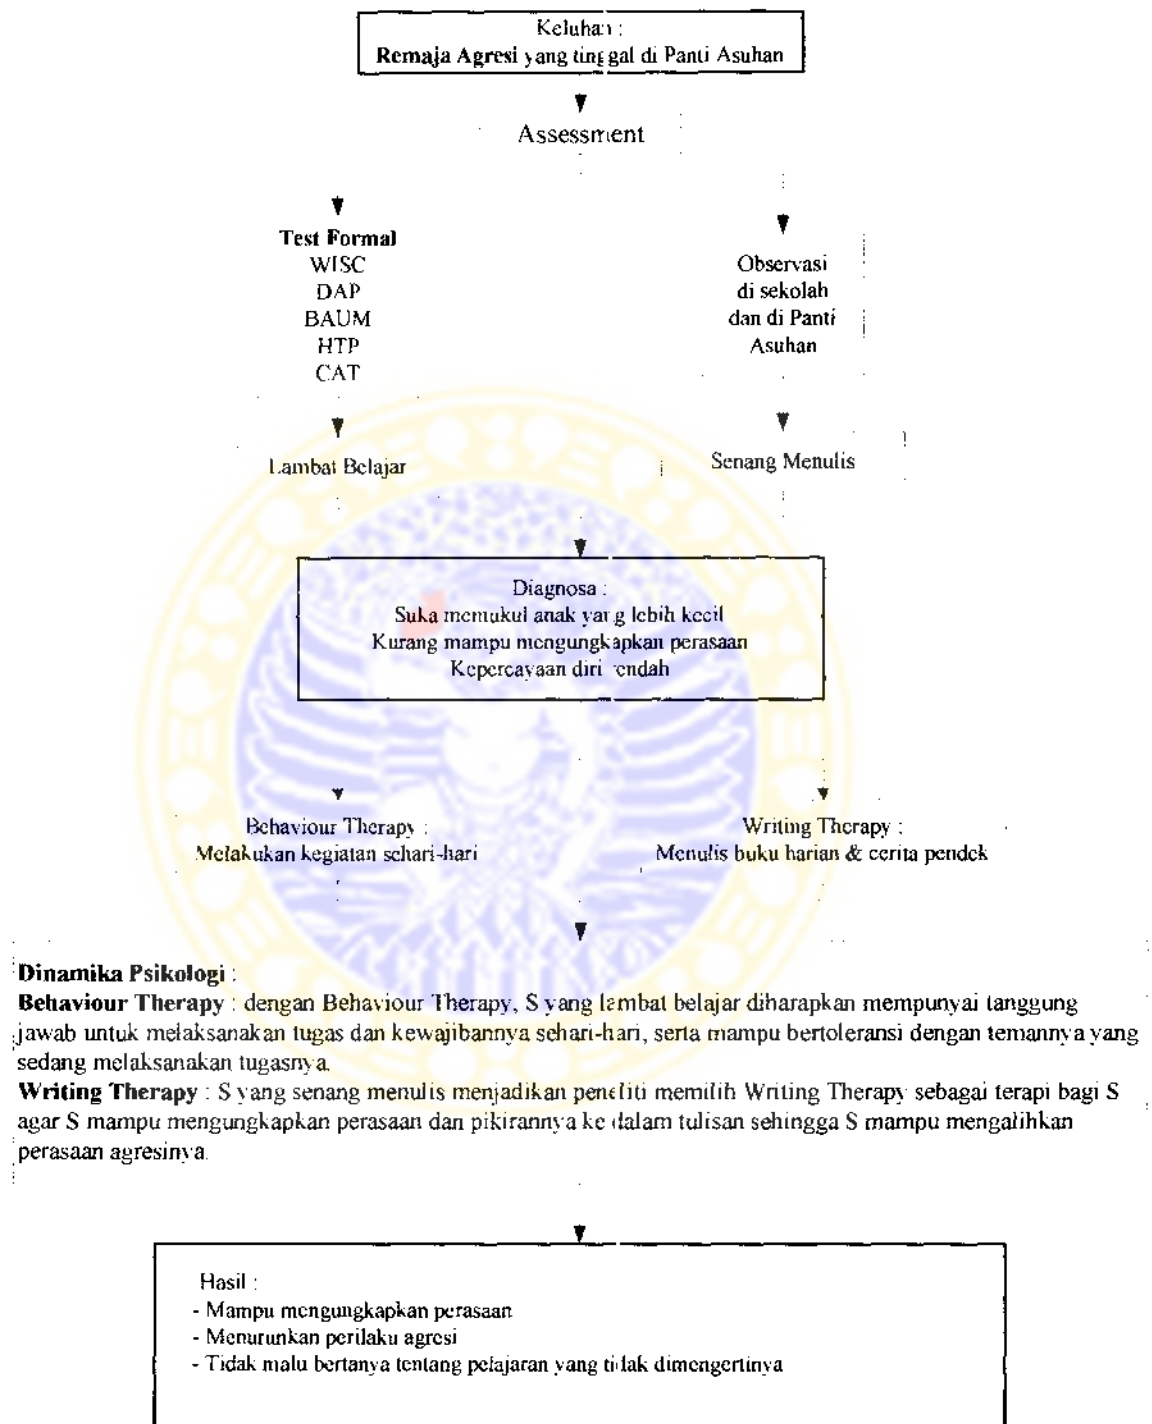 Keluhan :
Remaja Agresi yang tinggal di Panti Asuhan
Assessment
Test Formal
WISC
DAP
BAUM
HTP
CAT
Observasi
di sekolah
dan di Panti
Asuhan
Lambat Belajar
Senang Menulis
Diagnosa :
Suka memukul anak yang lebih kecil
Kurang mampu mengungkapkan perasaan
Kepercayaan diri rendah
Behaviour Therapy :
Melakukan kegiatan sehari-hari
Writing Therapy :
Menulis buku harian & cerita pendek
Dinamika Psikologi :
Behaviour Therapy : dengan Behaviour Therapy, S yang lambat belajar diharapkan mempunyai tanggung
jawab untuk melaksanakan tugas dan kewajibannya sehari-hari, serta mampu bertoleransi dengan temannya yang
sedang melaksanakan tugasnya.
Writing Therapy : S yang senang menulis menjadikan peneliti memilih Writing Therapy sebagai terapi bagi S
agar S mampu mengungkapkan perasaan dan pikirannya ke dalam tulisan sehingga S mampu mengalihkan
perasaan agresinya.
Hasil :
- Mampu mengungkapkan perasaan
- Menurunkan perilaku agresi
- Tidak malu bertanya tentang pelajaran yang tidak dimengertinya